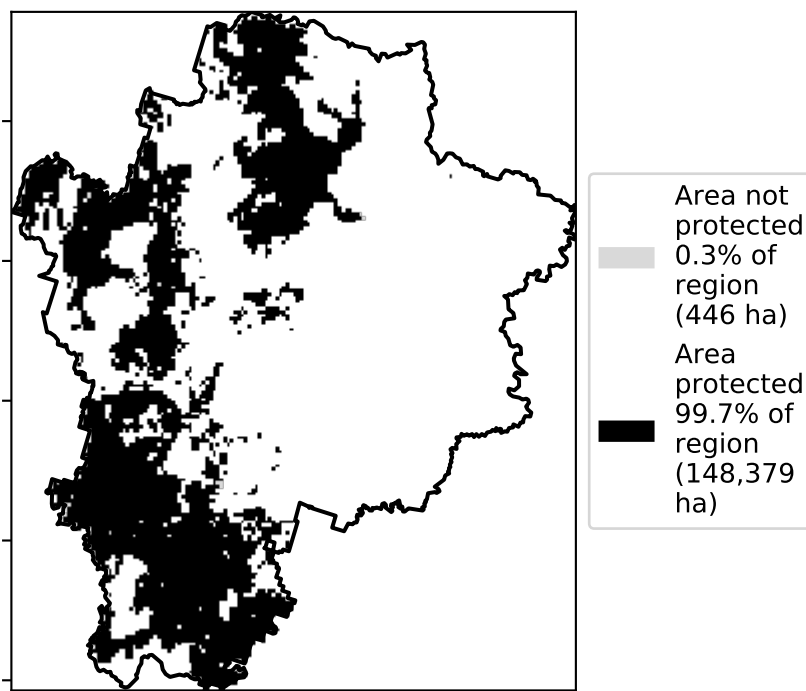 Area not
protected
0.3% of
region
(446 ha)
Area
protected
99.7% of
region
(148,379
ha)